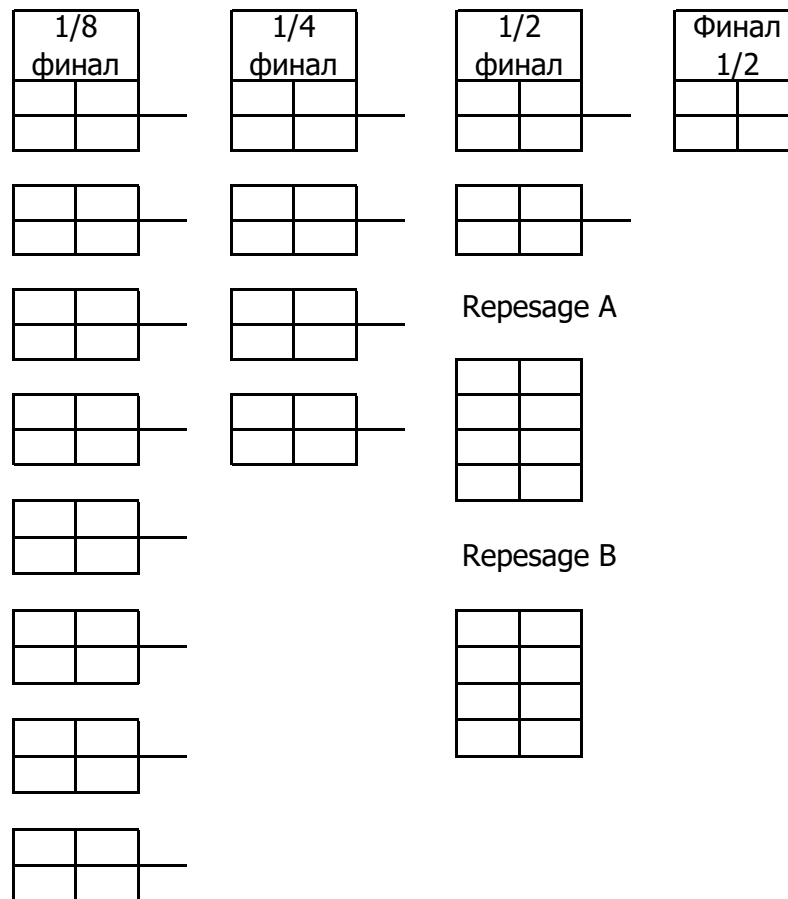 1/8
финал
1/4
финал
1/2
финал
Финал
1/2
Repesage A
Repesage B